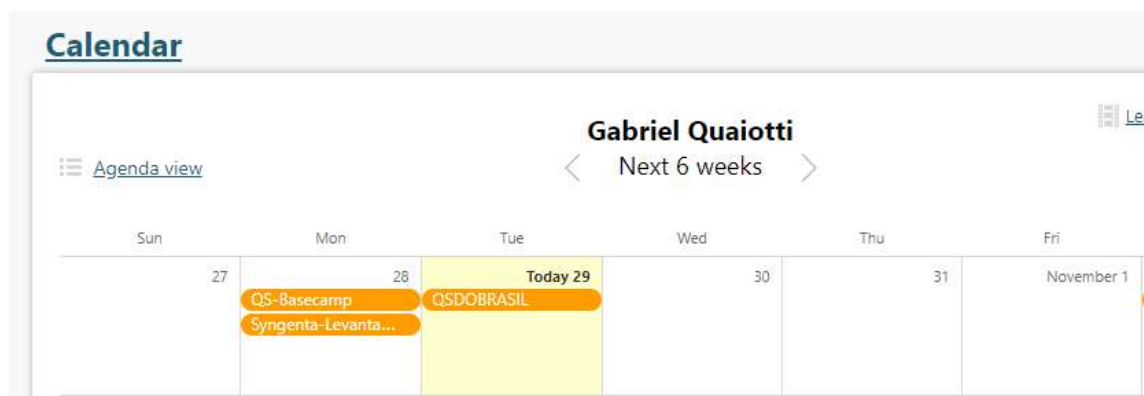 Calendar
Le
Gabriel Quaiotti
Agenda view
Next 6 weeks
Sun Mon Tue Wed Thu Fri
27 28 Today 29 30 31 November 1
QS-Basecamp QSDOBRASIL
Syngenta-Levanta...